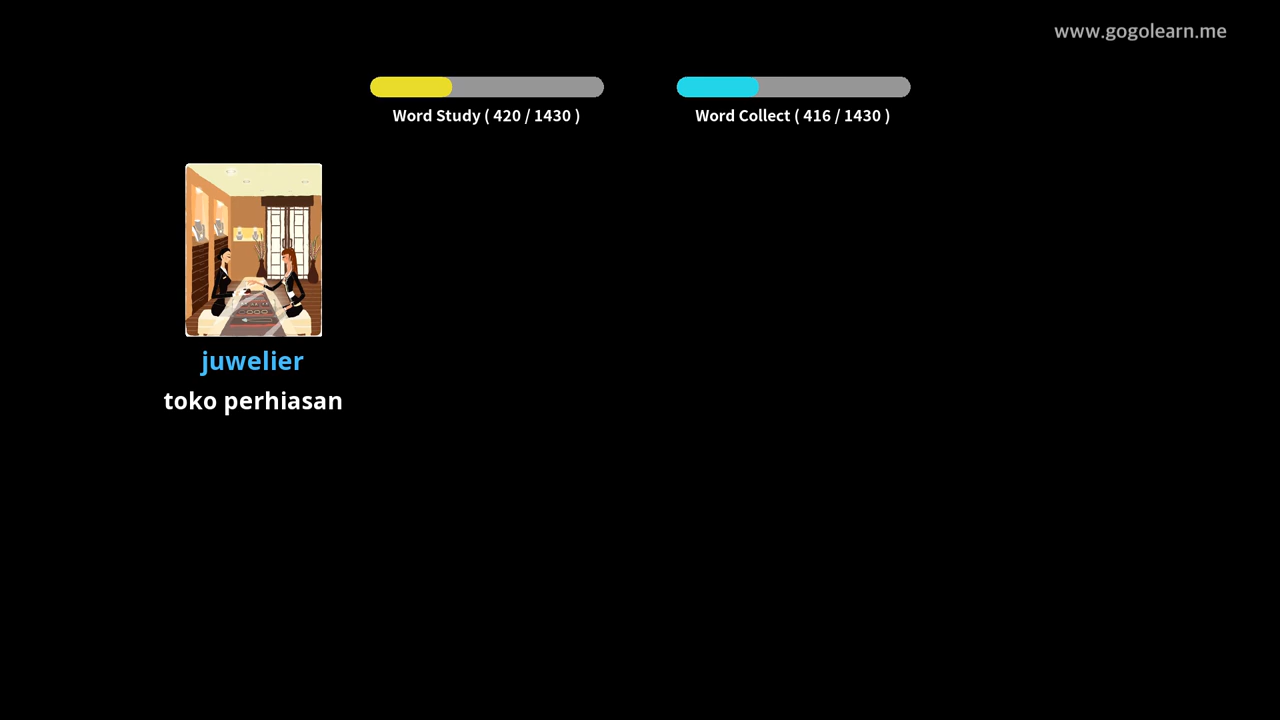 www.gogolearn.me
Word Study ( 420 / 1430 )
Word Collect ( 416 / 1430 )
juwelier
toko perhiasan